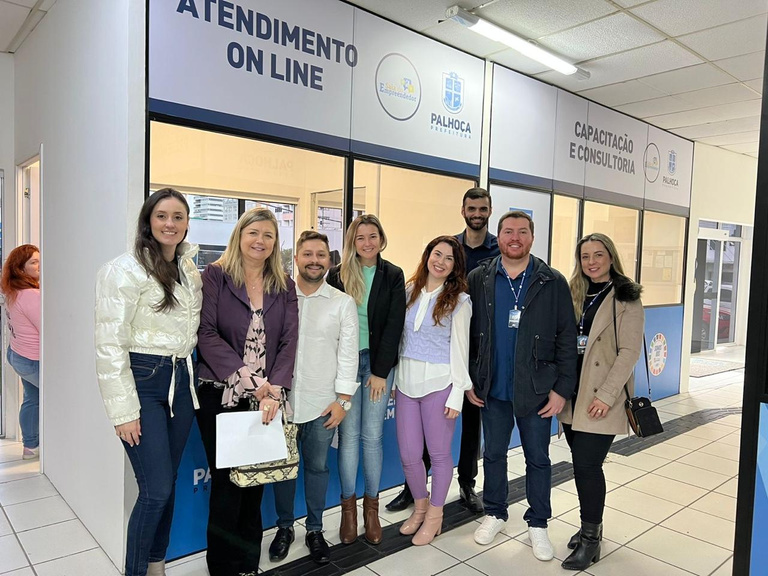 ATENDIMENTO
ON LINE
Empreendedor
PALHOÇA
PREFEITURA
CAPACITAÇÃO
E CONSULTORIA
PALHOÇA